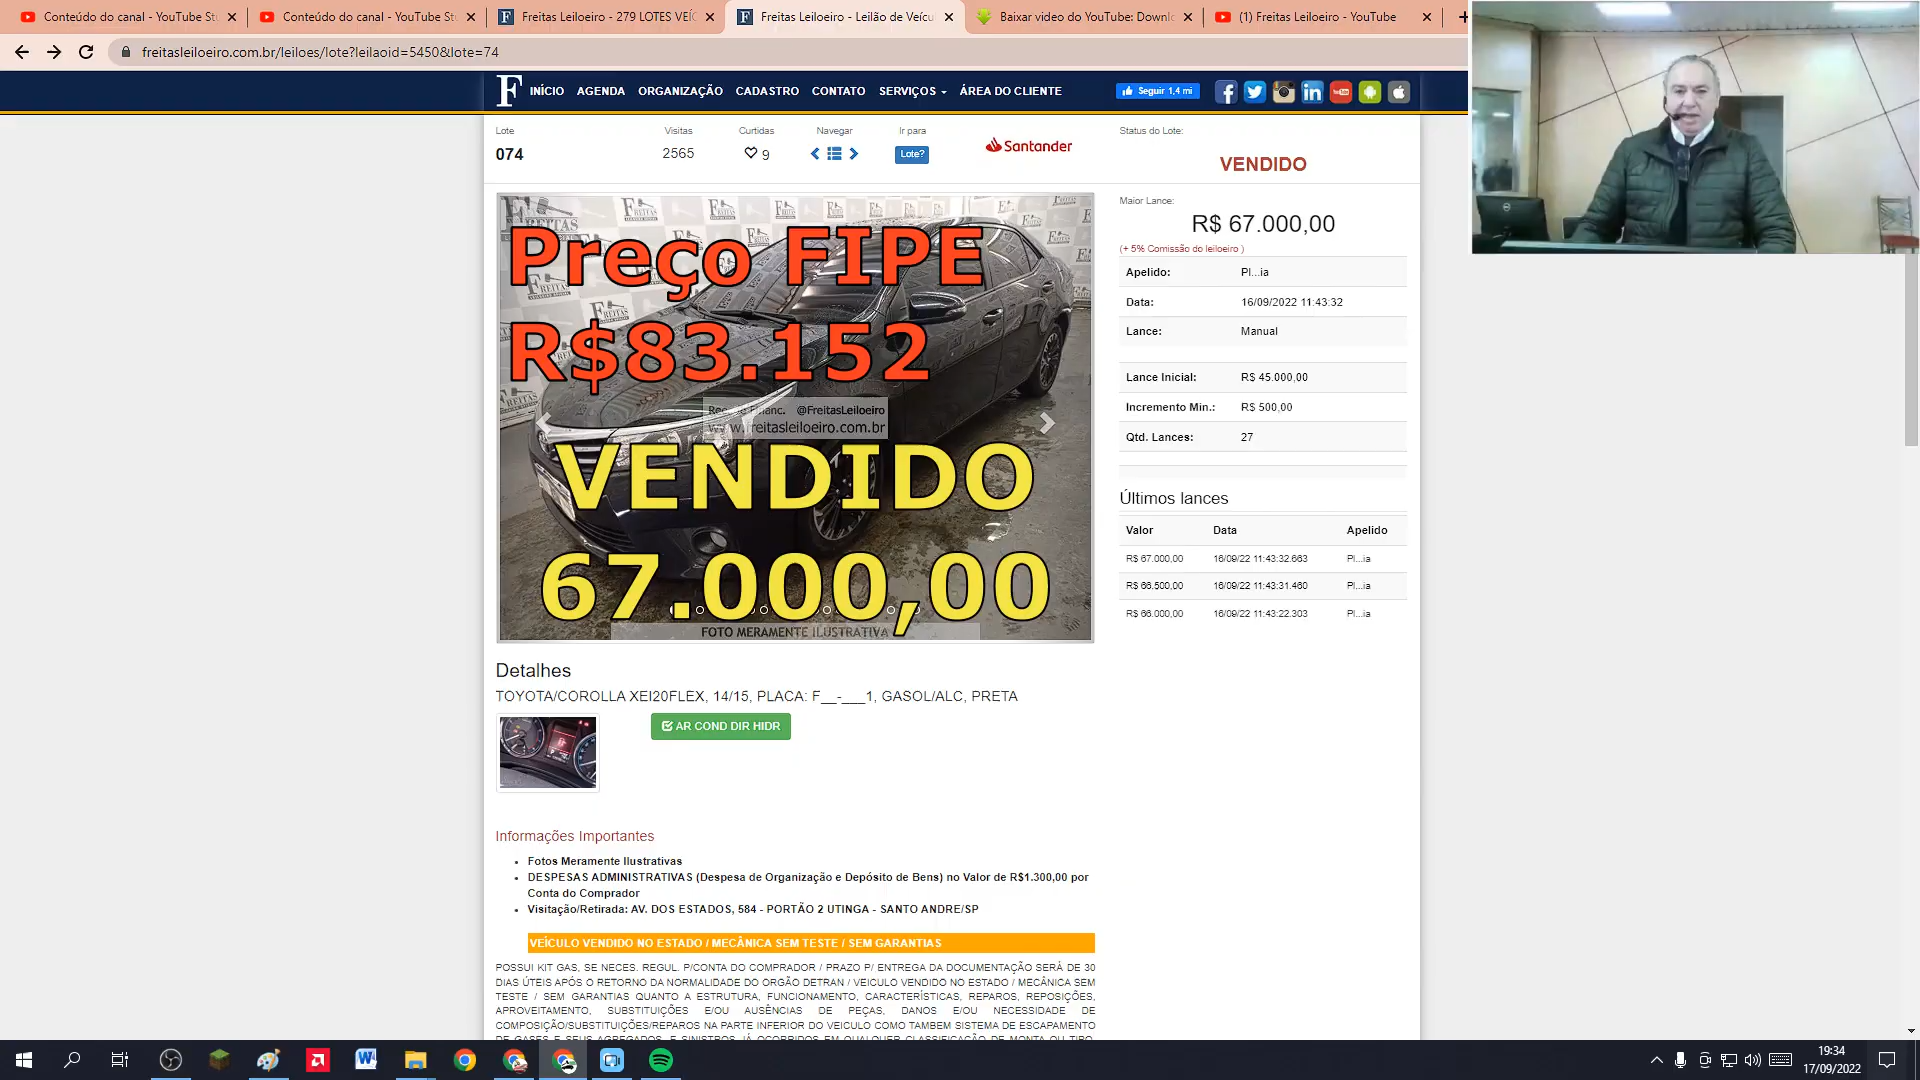 Conteúdo do canal - YouTube Stu
Conteúdo do canal - YouTube Stu
Freitas Leiloeiro - 279 LOTES VEÍC
Freitas Leiloeiro - Leilão de Veícu
Baixar video do YouTube: Downlo
(1) Freitas Leiloeiro - YouTube
freitasleiloeiro.com.br/leiloes/lote?leilaoid=5450&lote=74
F INÍCIO AGENDA ORGANIZAÇÃO CADASTRO CONTATO SERVIÇOS ÁREA DO CLIENTE
Seguir 1,4 mi
Lote Visitas Curtidas Navegar Ir para
074 2565 9 Lote?
Santander
Status do Lote:
VENDIDO
Preço FIPE
R$83.152
@FreitasLeiloeiro
www.freitasleiloeiro.com.br
VENDIDO
67.000,00
FOTO MERAMENTE ILUSTRATIVA
Maior Lance:
R$ 67.000,00
(+ 5% Comissão do leiloeiro )
Apelido: Pl...ia
Data: 16/09/2022 11:43:32
Lance: Manual
Lance Inicial: R$ 45.000,00
Incremento Min.: R$ 500,00
Qtd. Lances: 27
Últimos lances
Valor Data Apelido
R$ 67.000,00 16/09/22 11:43:32.663 Pl...ia
R$ 66.500,00 16/09/22 11:43:31.460 Pl...ia
R$ 66.000,00 16/09/22 11:43:22.303 Pl...ia
Detalhes
TOYOTA/COROLLA XEI20FLEX, 14/15, PLACA: F__-___1, GASOL/ALC, PRETA
AR COND DIR HIDR
Informações Importantes
Fotos Meramente Ilustrativas
DESPESAS ADMINISTRATIVAS (Despesa de Organização e Depósito de Bens) no Valor de R$1.300,00 por
Conta do Comprador
Visitação/Retirada: AV. DOS ESTADOS, 584 - PORTÃO 2 UTINGA - SANTO ANDRE/SP
VEÍCULO VENDIDO NO ESTADO / MECÂNICA SEM TESTE / SEM GARANTIAS
POSSUI KIT GAS, SE NECES. REGUL. P/CONTA DO COMPRADOR / PRAZO P/ ENTREGA DA DOCUMENTAÇÃO SERÁ DE 30
DIAS ÚTEIS APÓS O RETORNO DA NORMALIDADE DO ORGÃO DETRAN / VEICULO VENDIDO NO ESTADO / MECÂNICA SEM
TESTE / SEM GARANTIAS QUANTO A ESTRUTURA, FUNCIONAMENTO, CARACTERÍSTICAS, REPAROS, REPOSIÇÕES,
APROVEITAMENTO, SUBSTITUIÇÕES E/OU AUSÊNCIAS DE PEÇAS, DANOS E/OU NECESSIDADE DE
COMPOSIÇÃO/SUBSTITUIÇÕES/REPAROS NA PARTE INFERIOR DO VEICULO COMO TAMBEM SISTEMA DE ESCAPAMENTO
19:34
17/09/2022